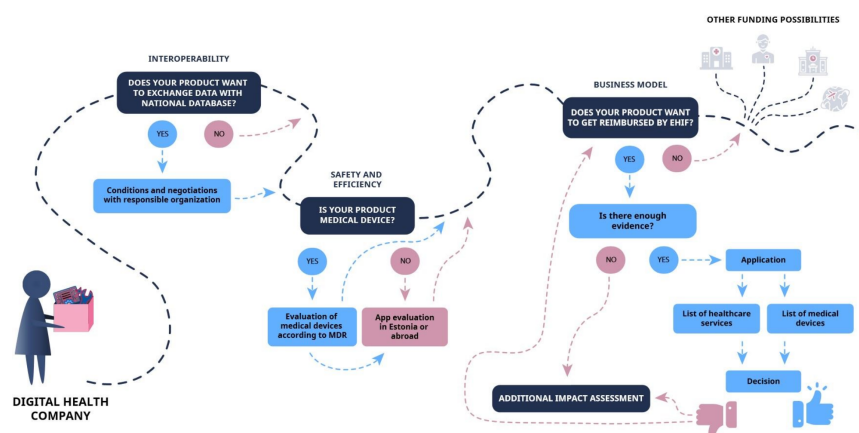 OTHER FUNDING POSSIBILITIES
INTEROPERABILITY
DOES YOUR PRODUCT WANT
TO EXCHANGE DATA WITH
NATIONAL DATABASE?
YES
NO
Conditions and negotiations
with responsible organization
SAFETY AND
EFFICIENCY
IS YOUR PRODUCT
MEDICAL DEVICE?
YES
NO
Evaluation of
medical devices
according to MDR
App evaluation
in Estonia or
abroad
BUSINESS MODEL
DOES YOUR PRODUCT WANT
TO GET REIMBURSED BY EHIF?
YES
NO
Is there enough
evidence?
NO
YES
Application
List of healthcare
services
List of medical
devices
Decision
ADDITIONAL IMPACT ASSESSMENT
DIGITAL HEALTH
COMPANY